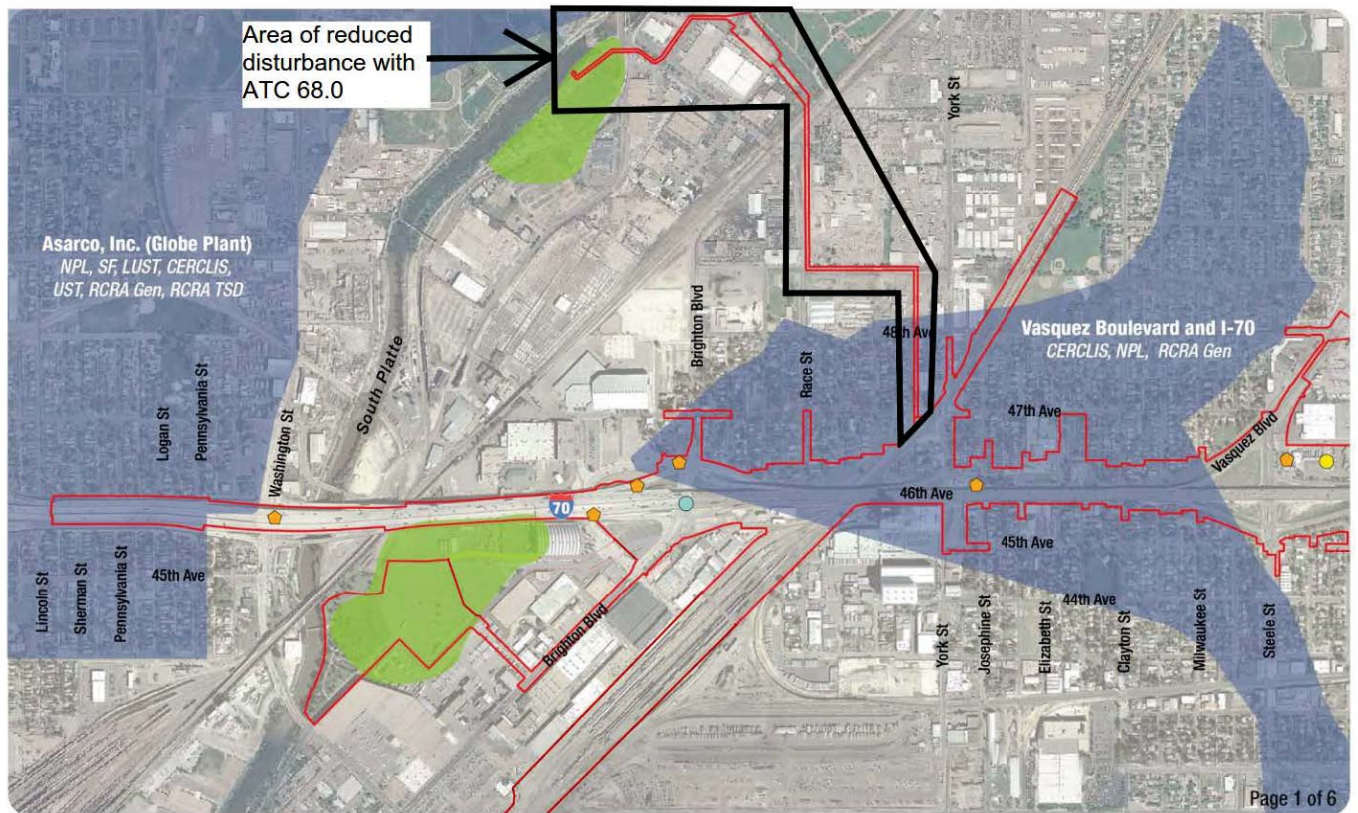 Area of reduced
disturbance with
ATC 68.0
York St
Asarco, Inc. (Globe Plant)
NPL, SF, LUST, CERCLIS,
UST, RCRA Gen, RCRA TSD
Brighton Blvd
48th Ave
Vasquez Boulevard and I-70
CERCLIS, NPL, RCRA Gen
South Platte
Race St
Logan St
Pennsylvania St
Washington St
47th Ave
Vasquez Blvd
70
46th Ave
45th Ave
45th Ave
Lincoln St
Sherman St
Pennsylvania St
Brighton Blvd
44th Ave
York St
Josephine St
Elizabeth St
Clayton St
Milwaukee St
Steele St
Page 1 of 6